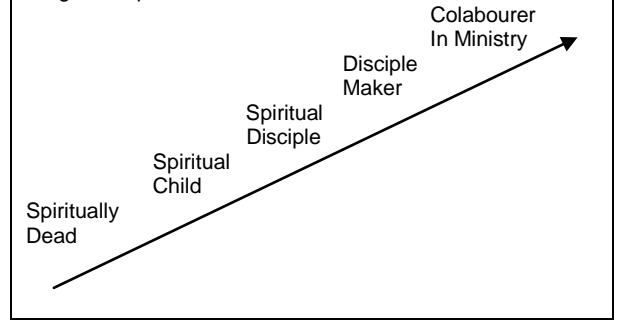 Colabourer
In Ministry
Disciple
Maker
Spiritual
Disciple
Spiritual
Child
Spiritually
Dead